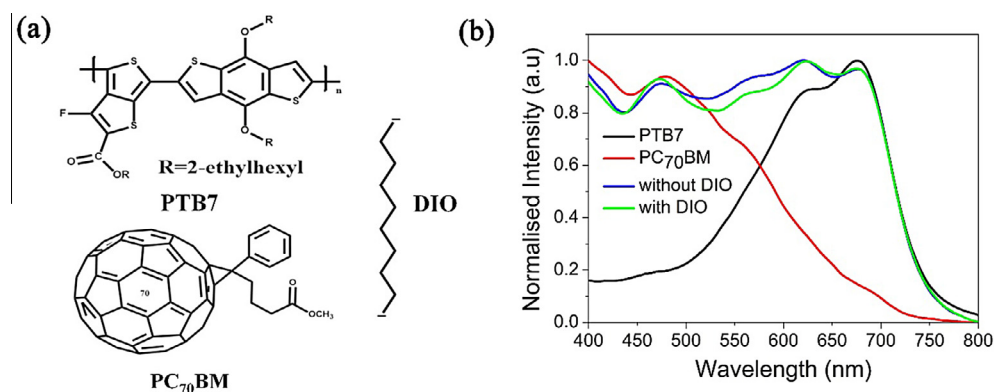 (a)
R
O
S
S
n
F
S
S
O
C
O
R
OR
R=2-ethylhexyl
PTB7
DIO
70
O
OCH3
PC70BM
(b)
Normalised Intensity (a.u)
1.0
0.8
0.6
0.4
0.2
0.0
PTB7
PC70BM
without DIO
with DIO
400 450 500 550 600 650 700 750 800
Wavelength (nm)